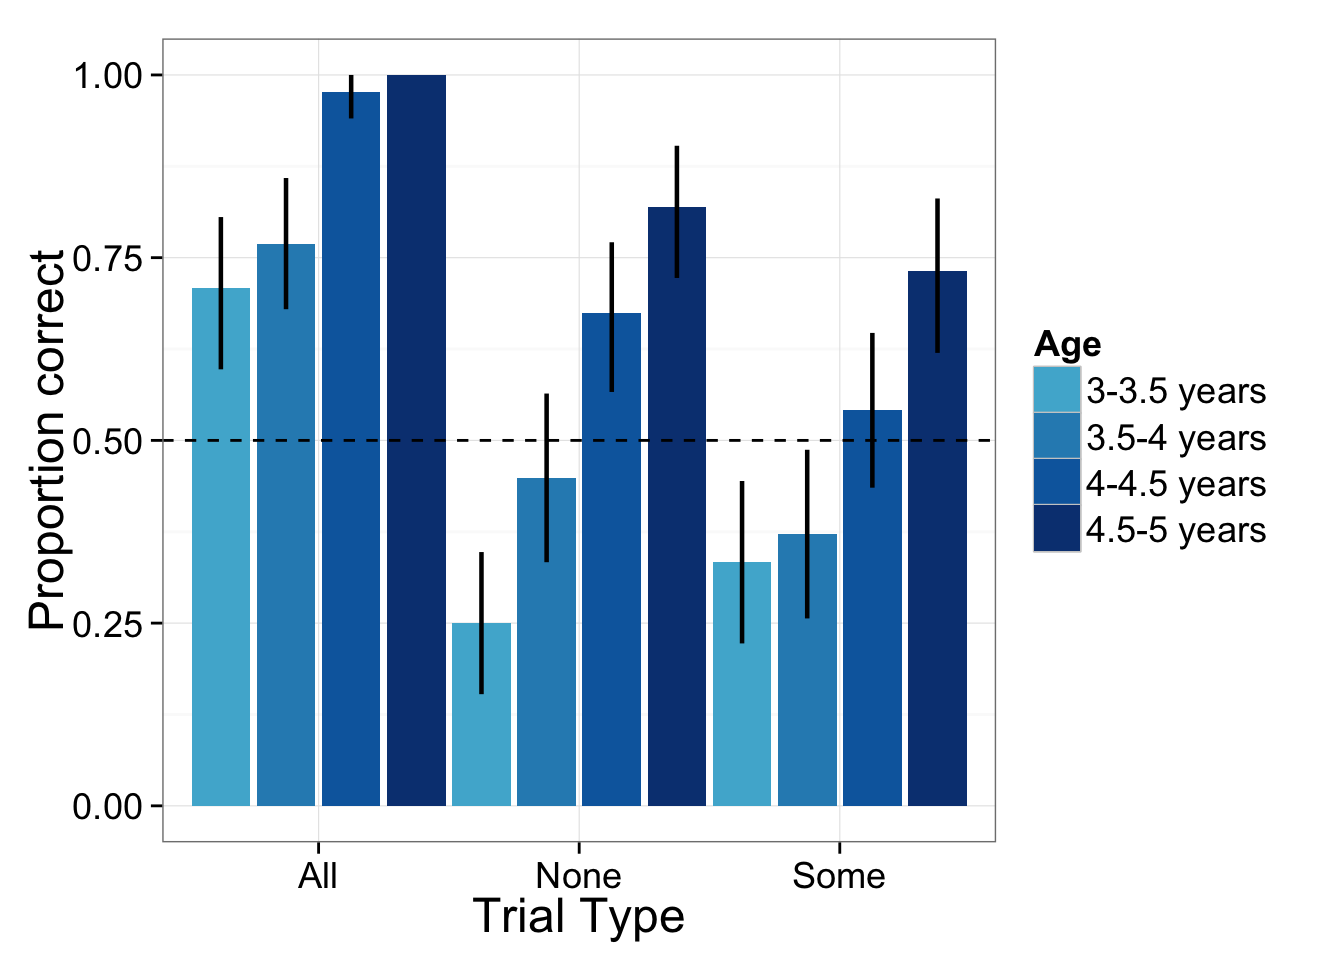 1.00
0.75
0.50
0.25
0.00
Proportion correct
All
None
Some
Trial Type
Age
3-3.5 years
3.5-4 years
4-4.5 years
4.5-5 years